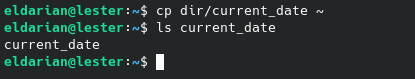 eldarian@lester:~$ cp dir/current_date ~
eldarian@lester:~$ ls current_date
current_date
eldarian@lester:~$